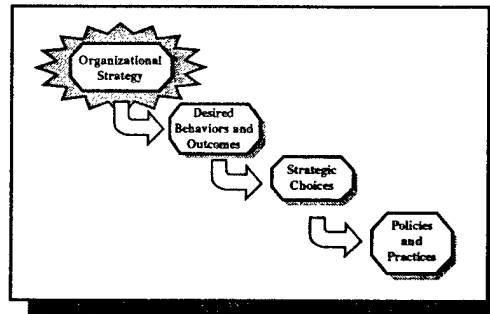 Organizational
Strategy
Desired
Behaviors and
Outcomes
Strategic
Choices
Policies
and
Practices